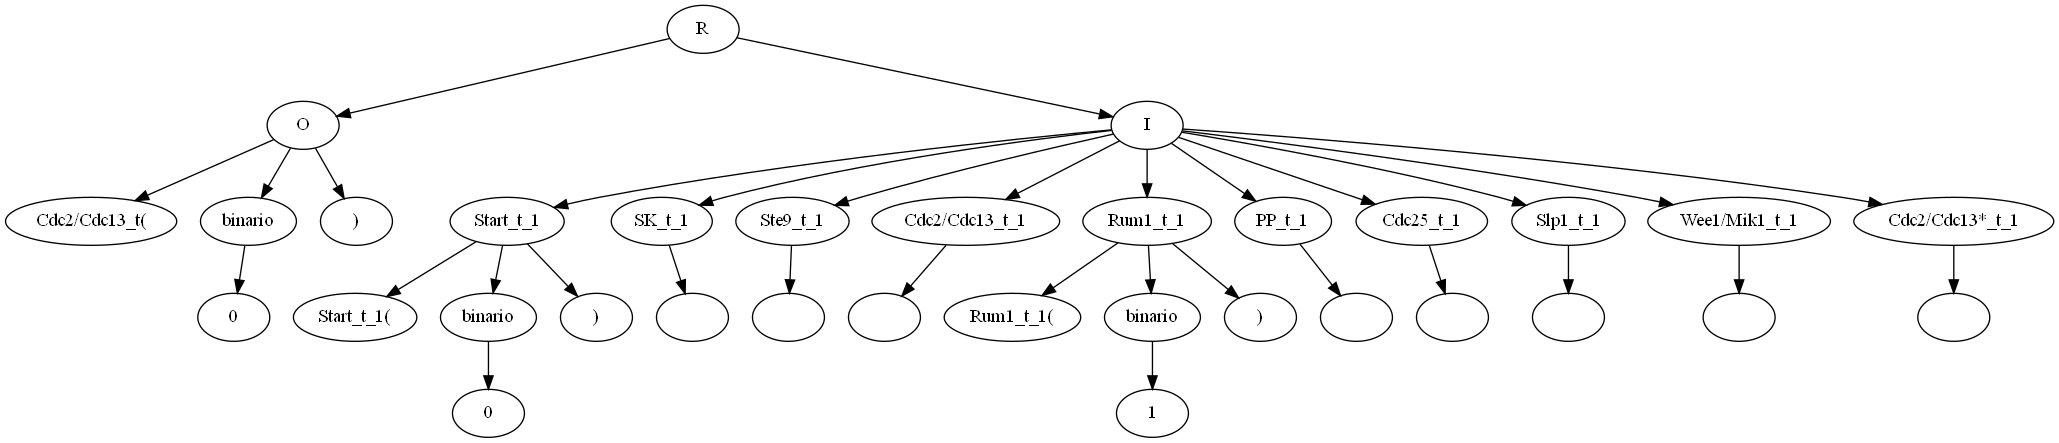 R
O
I
Cdc2/Cdc13_t(
binario
)
Start_t_1
SK_t_1
Ste9_t_1
Cdc2/Cdc13_t_1
Rum1_t_1
PP_t_1
Cdc25_t_1
Slp1_t_1
Wee1/Mik1_t_1
Cdc2/Cdc13*_t_1
0
Start_t_1(
binario
)
Rum1_t_1(
binario
)
0
1